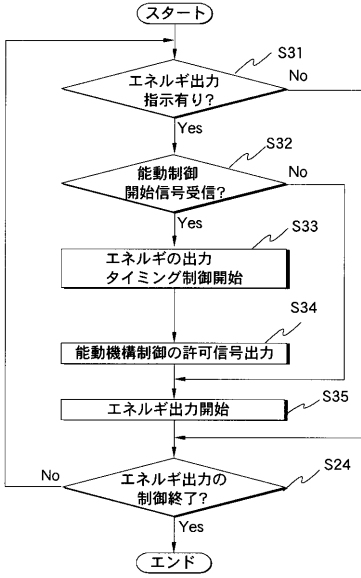 スタート
S31
エネルギ出力
指示有り?
No
Yes
S32
能動制御
開始信号受信?
No
Yes
S33
エネルギの出力
タイミング制御開始
S34
能動機構制御の許可信号出力
エネルギ出力開始
S35
S24
エネルギ出力の
制御終了?
No
Yes
エンド